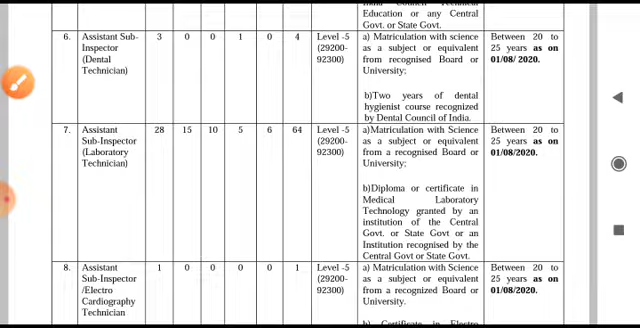 India Council Technical
Education or any Central
Govt. or State Govt.
6. Assistant Sub- 3 0 0 1 0 4 Level -5 a) Matriculation with science Between 20 to
Inspector (29200- as a subject or equivalent 25 years as on
(Dental 92300) from recognised Board or 01/08/ 2020.
Technician) University;
b)Two years of dental
hygienist course recognized
by Dental Council of India.
7. Assistant 28 15 10 5 6 64 Level -5 a)Matriculation with Science Between 20 to
Sub-Inspector (29200- as a subject or equivalent 25 years as on
(Laboratory 92300) from a recognised Board or 01/08/2020.
Technician) University;
b)Diploma or certificate in
Medical Laboratory
Technology granted by an
institution of the Central
Govt. or State Govt or an
Institution recognised by the
Central Govt or State Govt.
8. Assistant 1 0 0 0 0 1 Level -5 a) Matriculation with Science Between 20 to
Sub-Inspector (29200- as a subject or equivalent 25 years as on
/Electro 92300) from a recognized Board or 01/08/2020.
Cardiography University.
Technician
b) Certificate in Electro